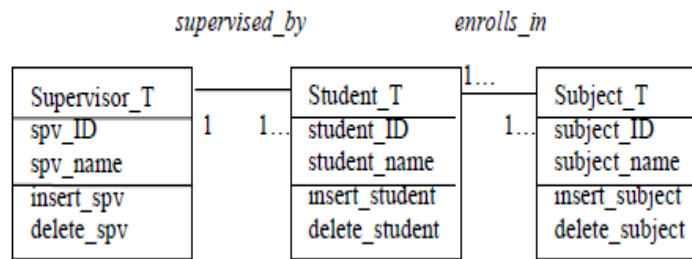 supervised_by
enrolls_in
Supervisor_T
spv_ID
spv_name
insert_spv
delete_spv
1
1...
Student_T
student_ID
student_name
insert_student
delete_student
1...
1...
Subject_T
subject_ID
subject_name
insert_subject
delete_subject